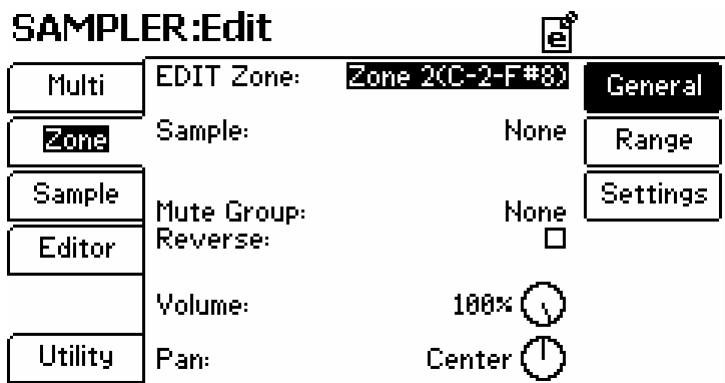 SAMPLER:Edit
e
Multi
Zone
Sample
Editor
Utility
EDIT Zone: Zone 2(C-2-F#8)
Sample: None
Mute Group: None
Reverse:
Volume: 100%
Pan: Center
General
Range
Settings